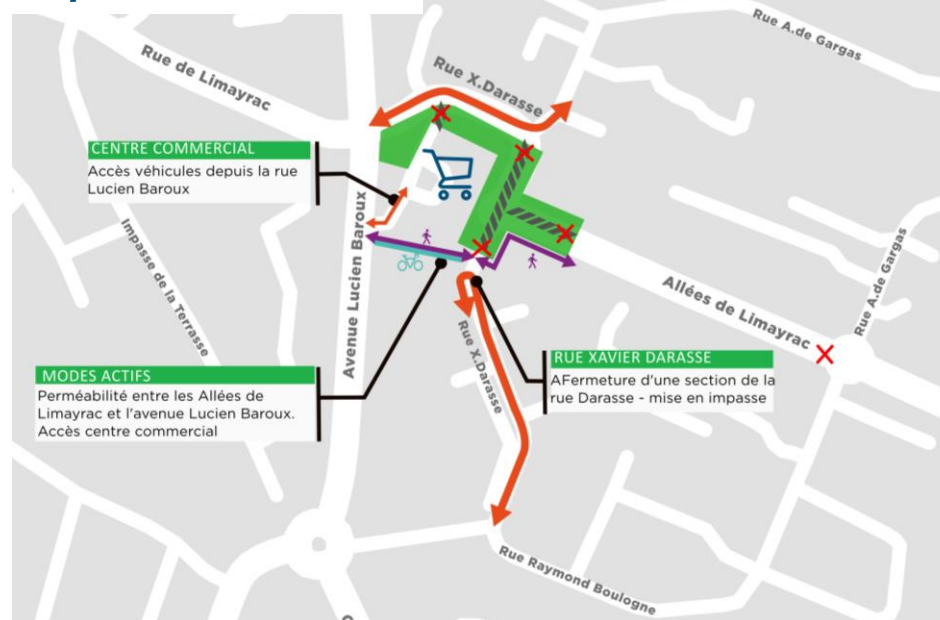 Rue A.de Gargas
Rue de Limayrac
Rue X.Darasse
CENTRE COMMERCIAL
Accès véhicules depuis la rue
Lucien Baroux
Avenue Lucien Baroux
Impasse de la Terrasse
Rue A.de Gargas
Allées de Limayrac
Rue X.Darasse
RUE XAVIER DARASSE
AFermeture d'une section de la
rue Darasse - mise en impasse
MODES ACTIFS
Perméabilité entre les Allées de
Limayrac et l'avenue Lucien Baroux.
Accès centre commercial
Rue Raymond Boulogne